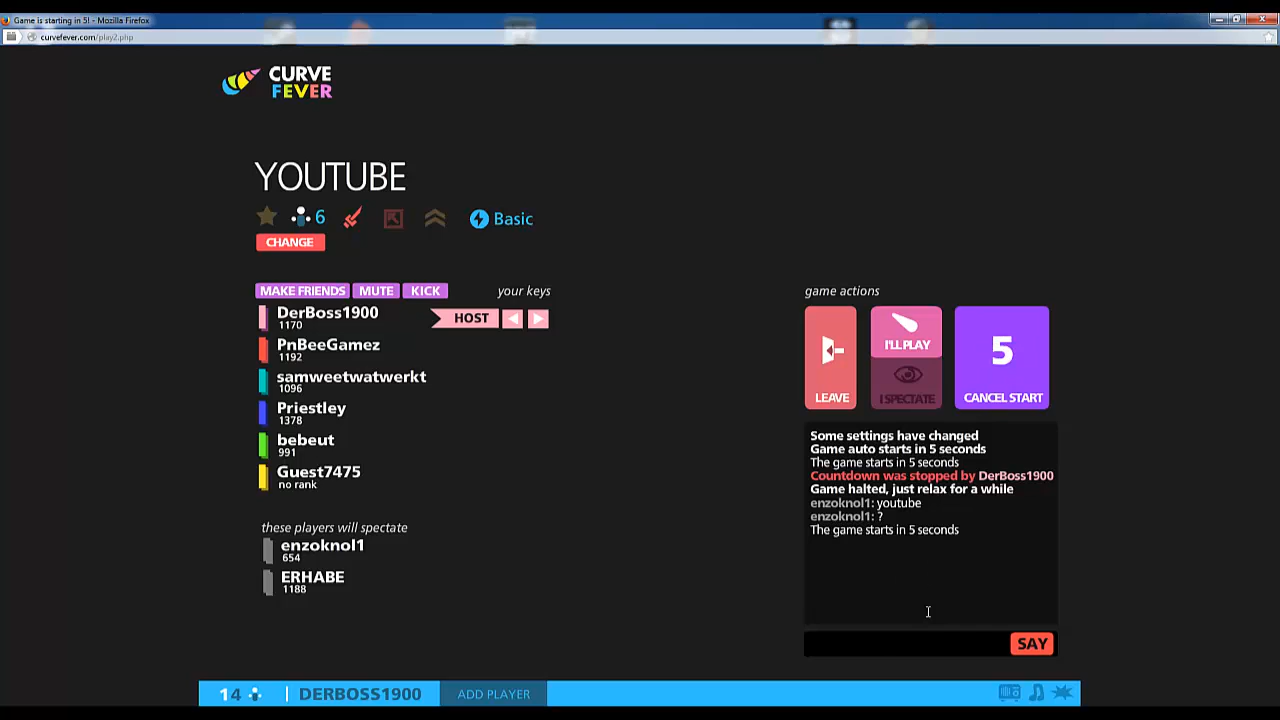 Game is starting in 5! - Mozilla Firefox
curvefever.com/play2.php
CURVE
FEVER
YOUTUBE
6
Basic
CHANGE
MAKE FRIENDS MUTE KICK your keys
DerBoss1900
1170
HOST
PnBeeGamez
1192
samweetwatwerkt
1096
Priestley
1378
bebeut
991
Guest7475
no rank
these players will spectate
enzoknol1
654
ERHABE
1188
game actions
LEAVE
I'LL PLAY
I SPECTATE
5
CANCEL START
Some settings have changed
Game auto starts in 5 seconds
The game starts in 5 seconds
Countdown was stopped by DerBoss1900
Game halted, just relax for a while
enzoknol1: youtube
enzoknol1: ?
The game starts in 5 seconds
SAY
14 DERBOSS1900 ADD PLAYER